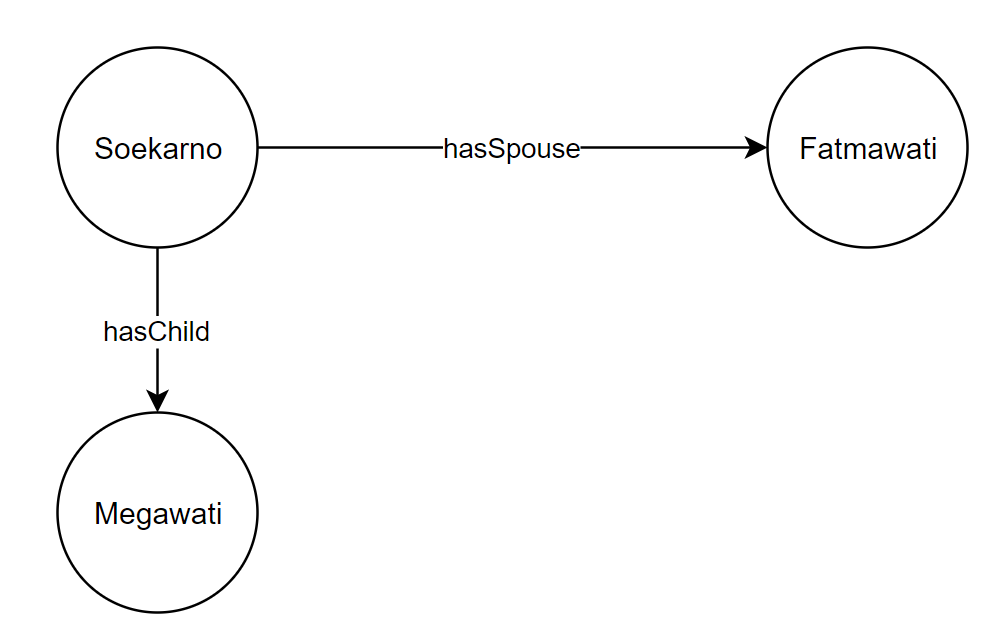 Soekarno
hasSpouse
Fatmawati
hasChild
Megawati